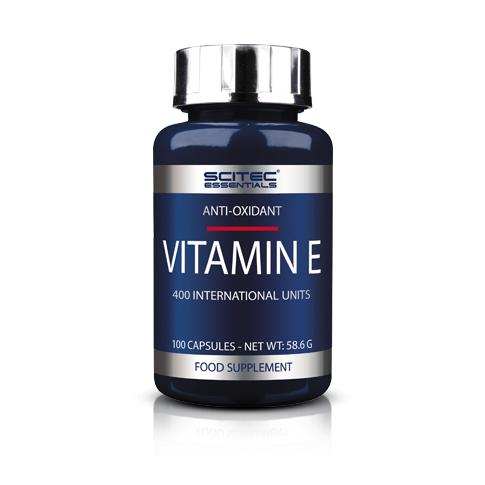 SCITEC®
ESSENTIALS
ANTI-OXIDANT
VITAMIN E
400 INTERNATIONAL UNITS
100 CAPSULES - NET WT: 58.6 G
FOOD SUPPLEMENT